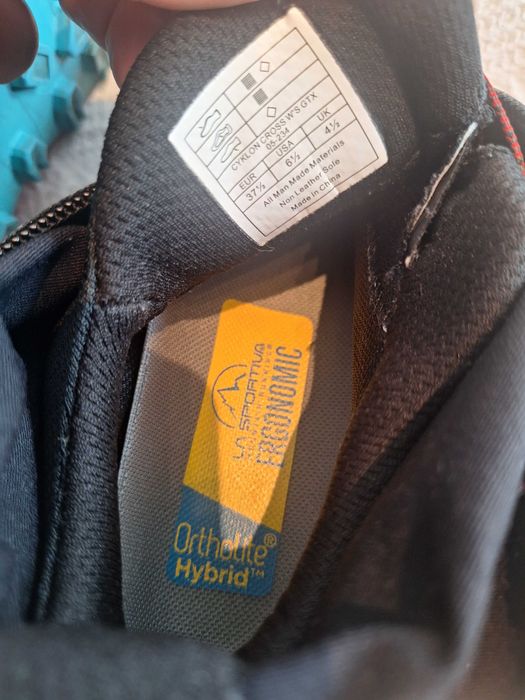 CYKLON CROSS W'S GTX
05-234
EUR USA UK
37½ 6½ 4½
All Man Made Materials
Non Leather Sole
Made in China
LA SPORTIVA
ERGONOMIC
Ortholite®
Hybrid™